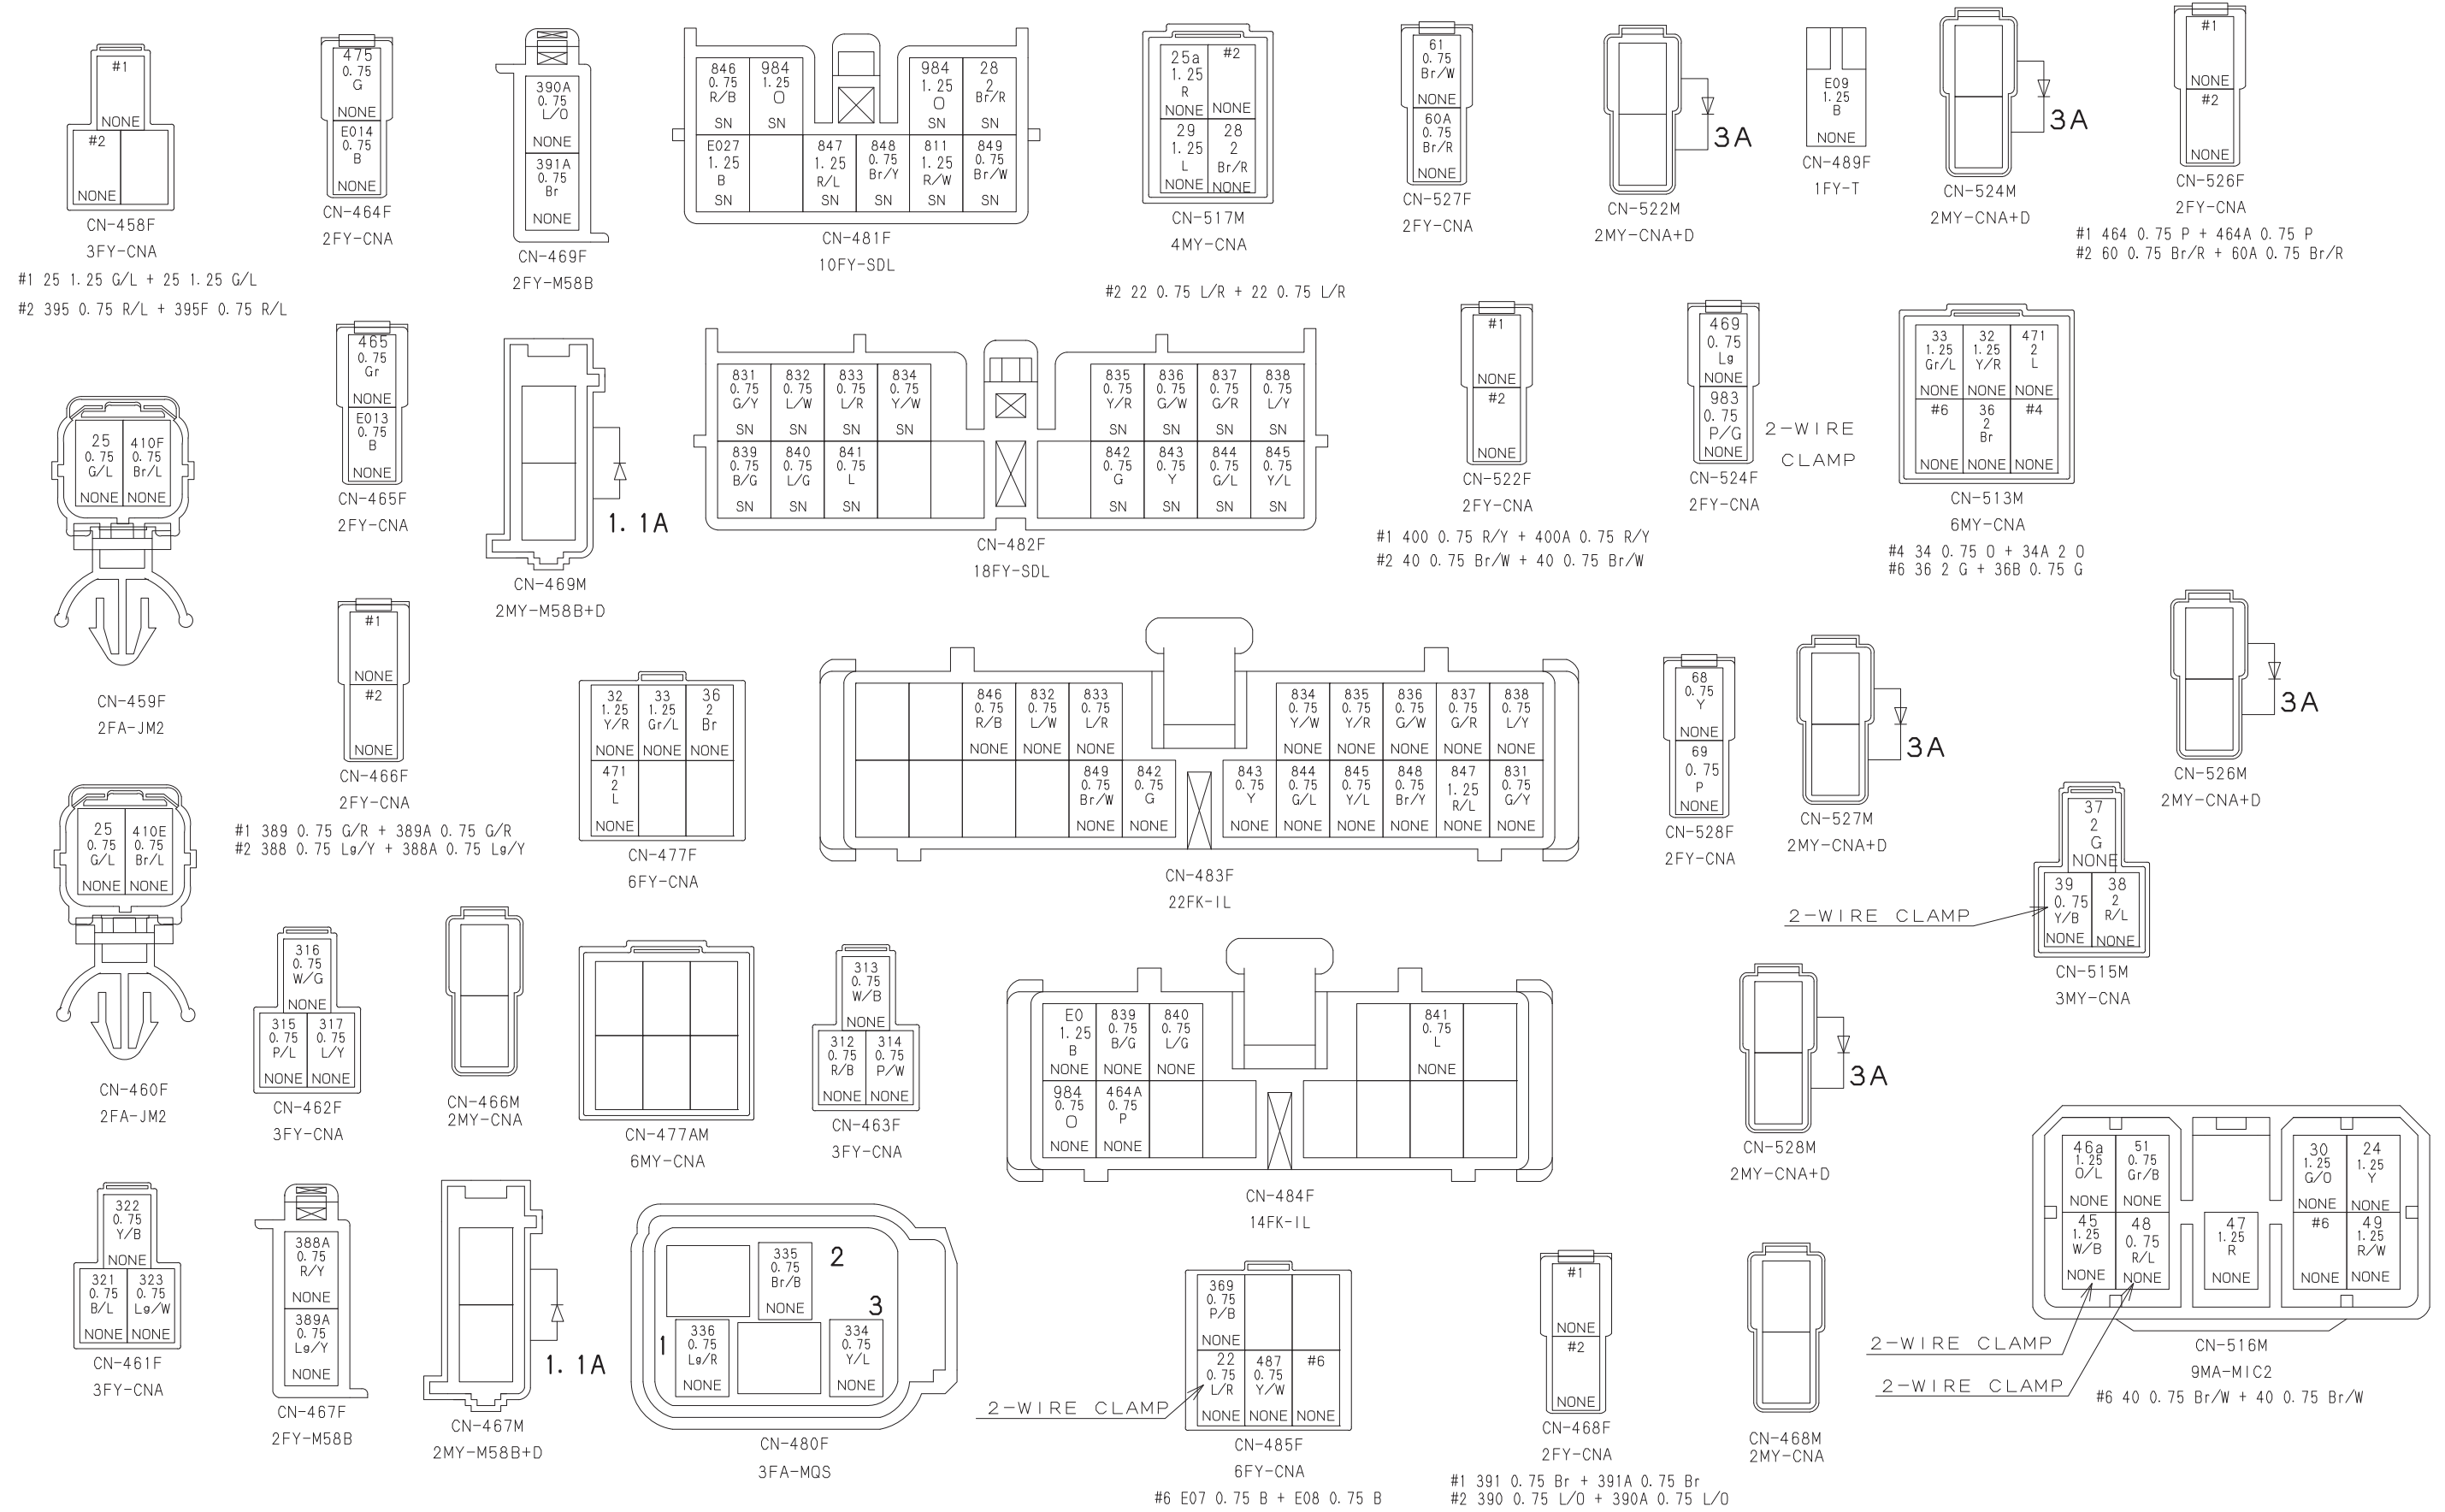 #1
NONE
#2
NONE
CN-458F
3FY-CNA
#1 25 1.25 G/L + 25 1.25 G/L
#2 395 0.75 R/L + 395F 0.75 R/L
475
0.75
G
NONE
E014
0.75
B
NONE
CN-464F
2FY-CNA
390A
0.75
L/O
NONE
391A
0.75
Br
NONE
CN-469F
2FY-M58B
846 984 984 28
0.75 1.25 1.25 2
R/B O O Br/R
SN SN SN SN
E027 847 848 811 849
1.25 1.25 0.75 1.25 0.75
B R/L Br/Y R/W Br/W
SN SN SN SN SN
CN-481F
10FY-SDL
25a #2
1.25
R
NONE NONE
29 28
1.25 2
L Br/R
NONE NONE
CN-517M
4MY-CNA
#2 22 0.75 L/R + 22 0.75 L/R
61
0.75
Br/W
NONE
60A
0.75
Br/R
NONE
CN-527F
2FY-CNA
3A
CN-522M
2MY-CNA+D
E09
1.25
B
NONE
CN-489F
1FY-T
3A
CN-524M
2MY-CNA+D
#1
NONE
#2
NONE
CN-526F
2FY-CNA
#1 464 0.75 P + 464A 0.75 P
#2 60 0.75 Br/R + 60A 0.75 Br/R
25 410F
0.75 0.75
G/L Br/L
NONE NONE
CN-459F
2FA-JM2
465
0.75
Gr
NONE
E013
0.75
B
NONE
CN-465F
2FY-CNA
1.1A
CN-469M
2MY-M58B+D
831 832 833 834 835 836 837 838
0.75 0.75 0.75 0.75 0.75 0.75 0.75 0.75
G/Y L/W L/R Y/W Y/R G/W G/R L/Y
SN SN SN SN SN SN SN SN
839 840 841 842 843 844 845
0.75 0.75 0.75 0.75 0.75 0.75 0.75
B/G L/G L G Y G/L Y/L
SN SN SN SN SN SN SN
CN-482F
18FY-SDL
#1
NONE
#2
NONE
CN-522F
2FY-CNA
#1 400 0.75 R/Y + 400A 0.75 R/Y
#2 40 0.75 Br/W + 40 0.75 Br/W
469
0.75
Lg
NONE
983
0.75
P/G
NONE
2-WIRE
CLAMP
CN-524F
2FY-CNA
33 32 471
1.25 1.25 2
Gr/L Y/R L
NONE NONE NONE
#6 36 #4
2
Br
NONE NONE NONE
CN-513M
6MY-CNA
#4 34 0.75 O + 34A 2 O
#6 36 2 G + 36B 0.75 G
#1
NONE
#2
NONE
CN-466F
2FY-CNA
#1 389 0.75 G/R + 389A 0.75 G/R
#2 388 0.75 Lg/Y + 388A 0.75 Lg/Y
32 33 36
1.25 1.25 2
Y/R Gr/L Br
NONE NONE NONE
471
2
L
NONE
CN-477F
6FY-CNA
846 832 833 834 835 836 837 838
0.75 0.75 0.75 0.75 0.75 0.75 0.75 0.75
R/B L/W L/R Y/W Y/R G/W G/R L/Y
NONE NONE NONE NONE NONE NONE NONE NONE
849 842 843 844 845 848 847 831
0.75 0.75 0.75 0.75 0.75 0.75 1.25 0.75
Br/W G Y G/L Y/L Br/Y R/L G/Y
NONE NONE NONE NONE NONE NONE NONE NONE
CN-483F
22FK-IL
68
0.75
Y
NONE
69
0.75
P
NONE
CN-528F
2FY-CNA
3A
CN-527M
2MY-CNA+D
3A
CN-526M
2MY-CNA+D
25 410E
0.75 0.75
G/L Br/L
NONE NONE
CN-460F
2FA-JM2
316
0.75
W/G
NONE
315 317
0.75 0.75
P/L L/Y
NONE NONE
CN-462F
3FY-CNA
CN-466M
2MY-CNA
CN-477AM
6MY-CNA
313
0.75
W/B
NONE
312 314
0.75 0.75
R/B P/W
NONE NONE
CN-463F
3FY-CNA
E0 839 840 841
1.25 0.75 0.75 0.75
B B/G L/G L
NONE NONE NONE NONE
984 464A
0.75 0.75
O P
NONE NONE
CN-484F
14FK-IL
3A
CN-528M
2MY-CNA+D
37
2
G
NONE
39 38
0.75 2
Y/B R/L
NONE NONE
2-WIRE CLAMP
CN-515M
3MY-CNA
322
0.75
Y/B
NONE
321 323
0.75 0.75
B/L Lg/W
NONE NONE
CN-461F
3FY-CNA
388A
0.75
R/Y
NONE
389A
0.75
Lg/Y
NONE
CN-467F
2FY-M58B
1.1A
CN-467M
2MY-M58B+D
335
0.75
Br/B
NONE
2
3
1
336 334
0.75 0.75
Lg/R Y/L
NONE NONE
CN-480F
3FA-MQS
369
0.75
P/B
NONE
22 487 #6
0.75 0.75
L/R Y/W
NONE NONE NONE
2-WIRE CLAMP
CN-485F
6FY-CNA
#6 E07 0.75 B + E08 0.75 B
#1
NONE
#2
NONE
CN-468F
2FY-CNA
#1 391 0.75 Br + 391A 0.75 Br
#2 390 0.75 L/O + 390A 0.75 L/O
CN-468M
2MY-CNA
46a 51 30 24
1.25 0.75 1.25 1.25
O/L Gr/B G/O Y
NONE NONE NONE NONE
45 48 47 #6 49
1.25 0.75 1.25 1.25
W/B R/L R R/W
NONE NONE NONE NONE NONE
2-WIRE CLAMP
2-WIRE CLAMP
CN-516M
9MA-MIC2
#6 40 0.75 Br/W + 40 0.75 Br/W